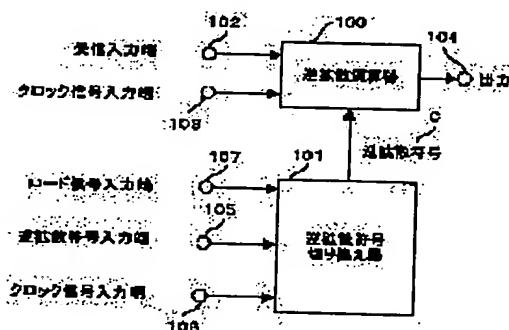 102
100
104
受信入力端
逆拡散演算器
出力
クロック信号入力端
103
C
逆拡散符号
107
101
ロード信号入力端
105
逆拡散符号入力端
逆拡散符号
切り換え器
クロック信号入力端
106